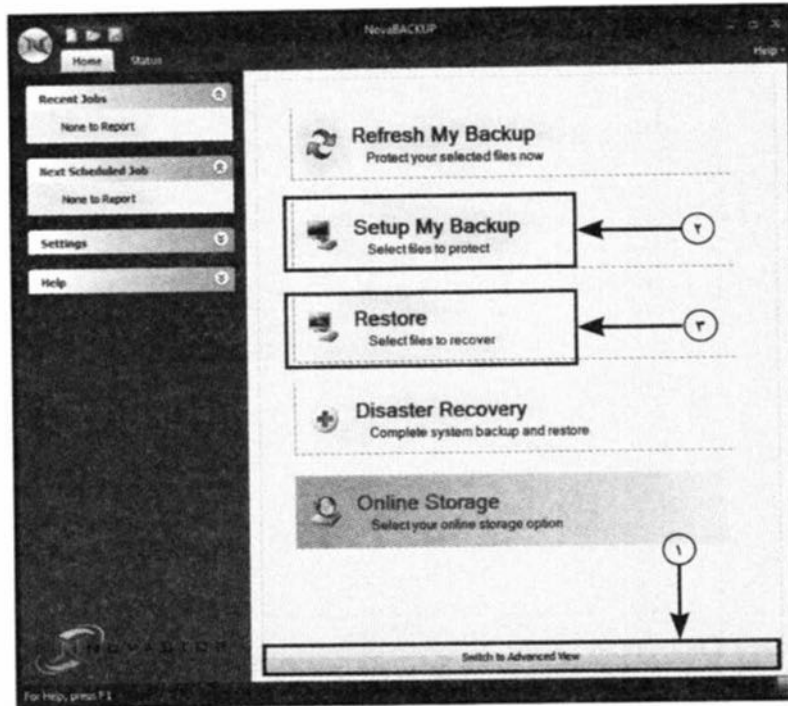 NovaBACKUP
Home
Status
Help
Recent Jobs
None to Report
Next Scheduled Job
None to Report
Settings
Help
Refresh My Backup
Protect your selected files now
Setup My Backup
Select files to protect
٢
Restore
Select files to recover
٣
Disaster Recovery
Complete system backup and restore
Online Storage
Select your online storage option
١
Switch to Advanced View
For Help, press F1